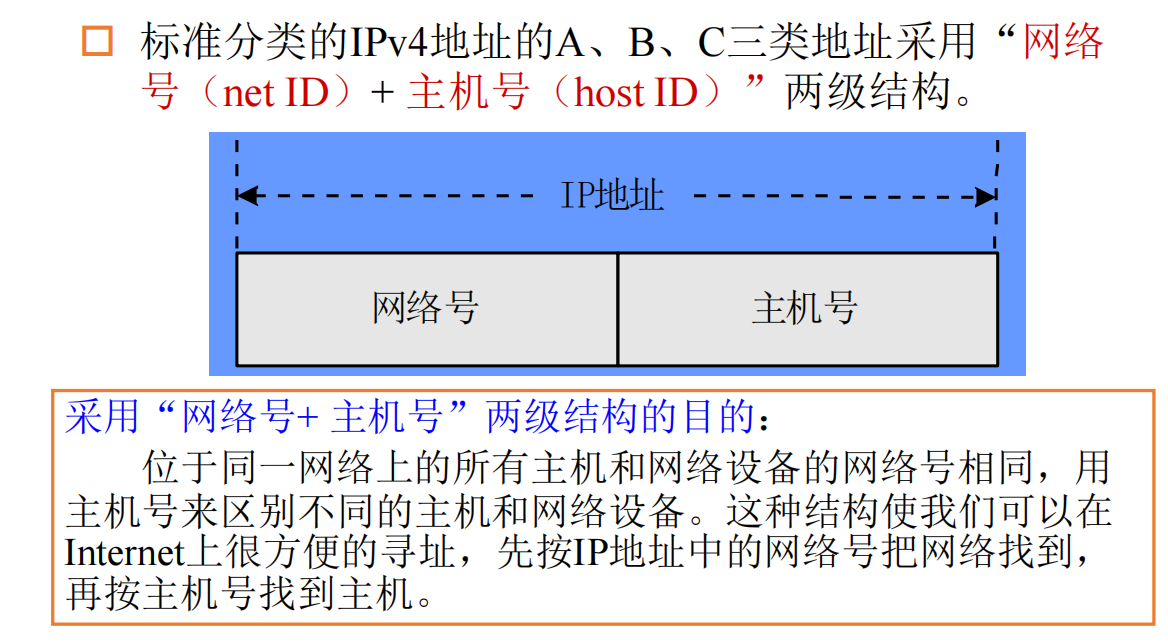 标准分类的IPv4地址的A、B、C三类地址采用“网络
号（net ID）+ 主机号（host ID）”两级结构。
IP地址
网络号
主机号
采用“网络号+ 主机号”两级结构的目的：
位于同一网络上的所有主机和网络设备的网络号相同，用
主机号来区别不同的主机和网络设备。这种结构使我们可以在
Internet上很方便的寻址，先按IP地址中的网络号把网络找到，
再按主机号找到主机。